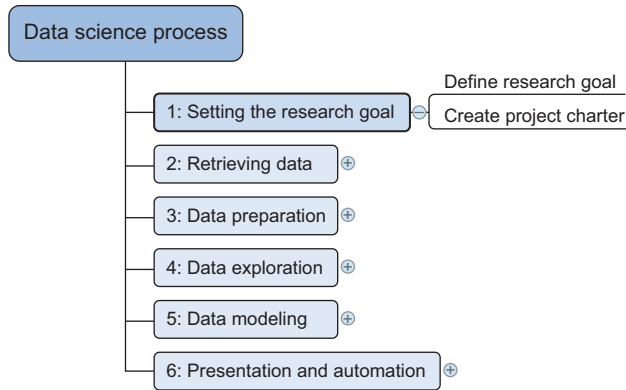 Data science process
Define research goal
1: Setting the research goal
Create project charter
2: Retrieving data
3: Data preparation
4: Data exploration
5: Data modeling
6: Presentation and automation